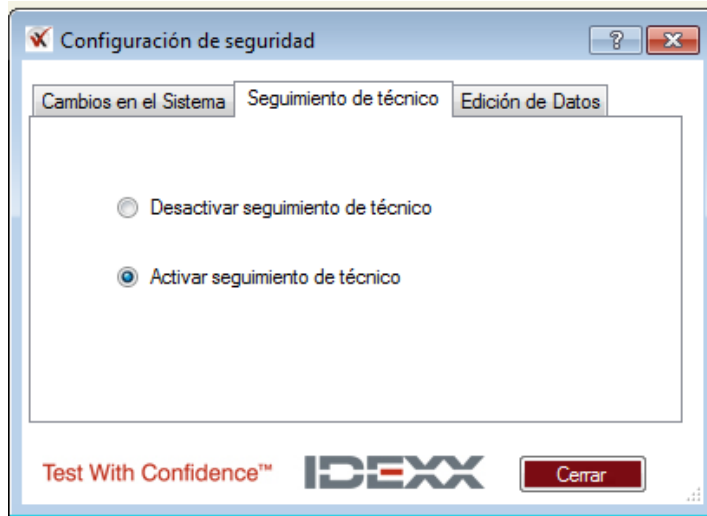 Configuración de seguridad
Cambios en el Sistema Seguimiento de técnico Edición de Datos
Desactivar seguimiento de técnico
Activar seguimiento de técnico
Test With Confidence™ IDEXX Cerrar